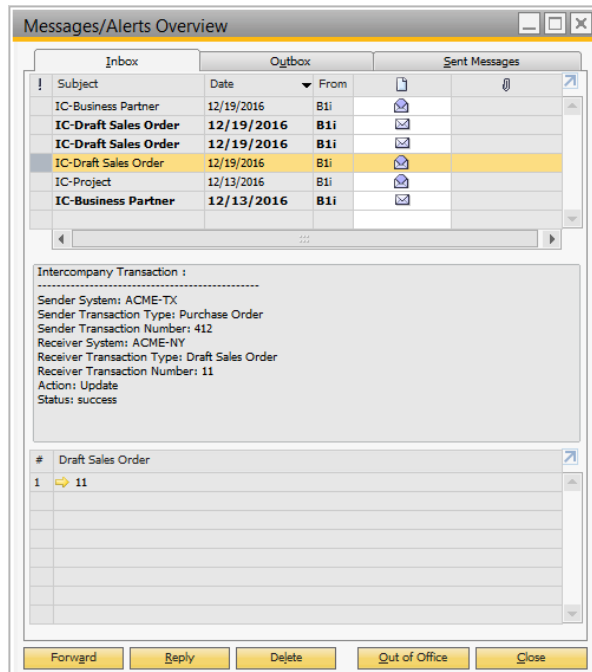 Messages/Alerts Overview
Inbox Outbox Sent Messages
! Subject Date From
IC-Business Partner 12/19/2016 B1i
IC-Draft Sales Order 12/19/2016 B1i
IC-Draft Sales Order 12/19/2016 B1i
IC-Draft Sales Order 12/19/2016 B1i
IC-Project 12/13/2016 B1i
IC-Business Partner 12/13/2016 B1i
Intercompany Transaction :
-----------------------------------------------
Sender System: ACME-TX
Sender Transaction Type: Purchase Order
Sender Transaction Number: 412
Receiver System: ACME-NY
Receiver Transaction Type: Draft Sales Order
Receiver Transaction Number: 11
Action: Update
Status: success
# Draft Sales Order
1 11
Forward Reply Delete Out of Office Close